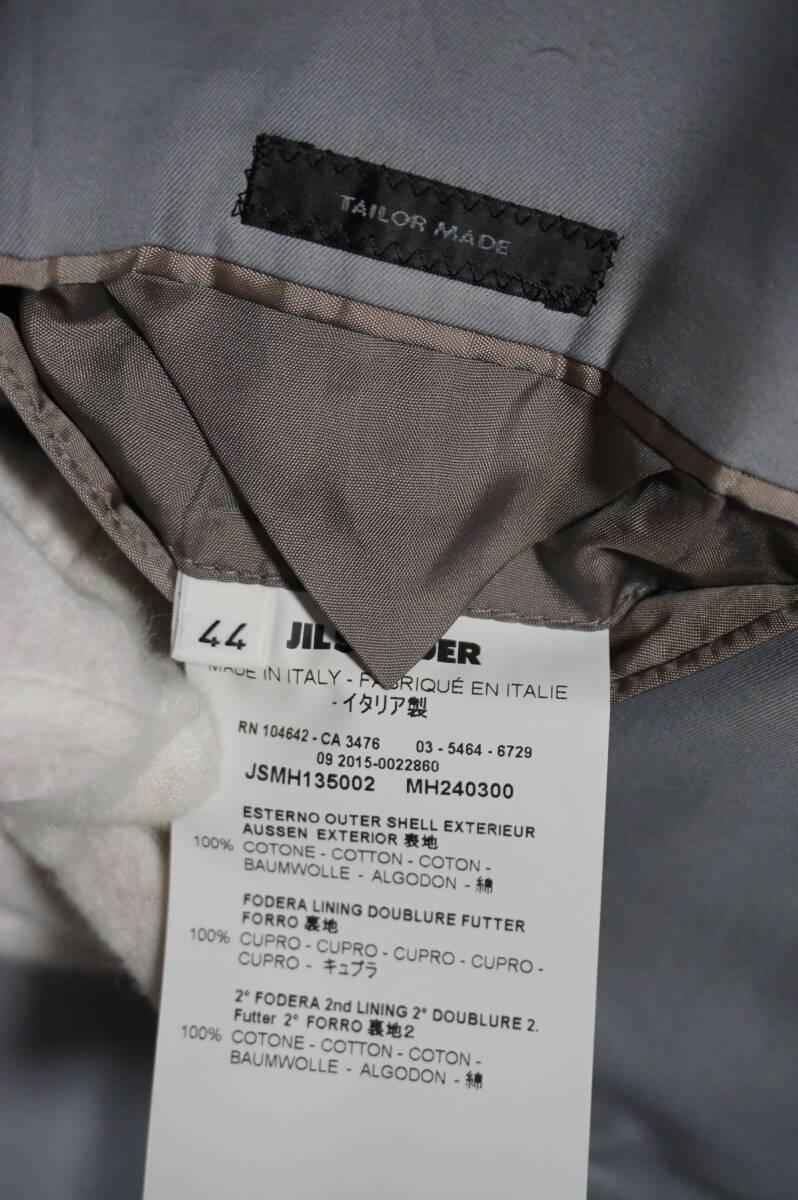 TAILOR MADE
44
MADE IN ITALY - FABRIQUÉ EN ITALIE
- イタリア製
RN 104642 - CA 3476 03 - 5464 - 6729
09 2015-0022860
JSMH135002 MH240300
ESTERNO OUTER SHELL EXTERIEUR
AUSSEN EXTERIOR 表地
100% COTONE - COTTON - COTON -
BAUMWOLLE - ALGODON - 綿
FODERA LINING DOUBLURE FUTTER
FORRO 裏地
100% CUPRO - CUPRO - CUPRO - CUPRO -
CUPRO - キュプラ
2° FODERA 2nd LINING 2° DOUBLURE 2.
Futter 2° FORRO 裏地2
100% COTONE - COTTON - COTON -
BAUMWOLLE - ALGODON - 綿